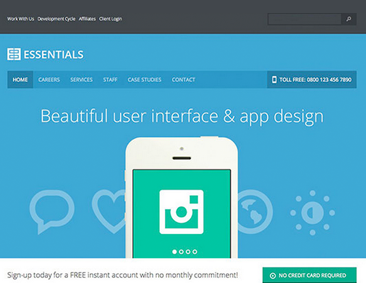 Work With Us Development Cycle Affiliates Client Login
ESSENTIALS
HOME CAREERS SERVICES STAFF CASE STUDIES CONTACT
TOLL FREE: 0800 123 456 7890
Beautiful user interface & app design
Sign-up today for a FREE instant account with no monthly commitment!
NO CREDIT CARD REQUIRED